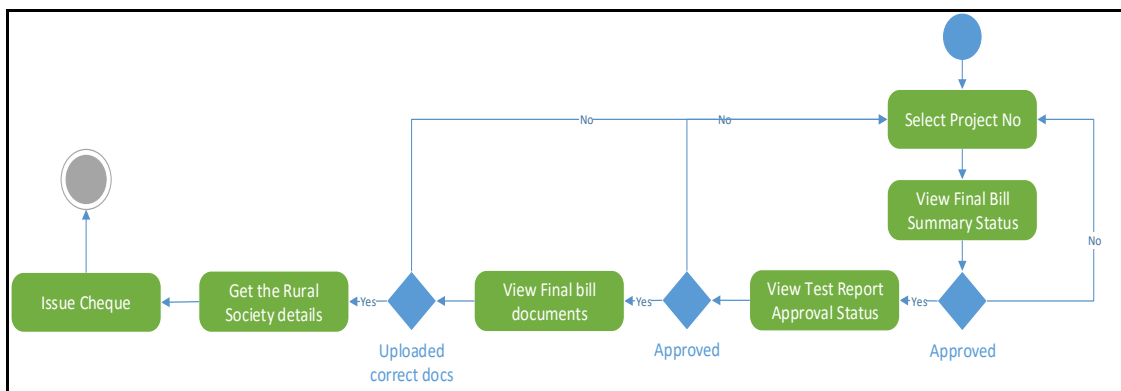 Select Project No
No
No
View Final Bill
Summary Status
No
Issue Cheque
Get the Rural
Society details
Yes
View Final bill
documents
Yes
View Test Report
Approval Status
Yes
Uploaded
correct docs
Approved
Approved